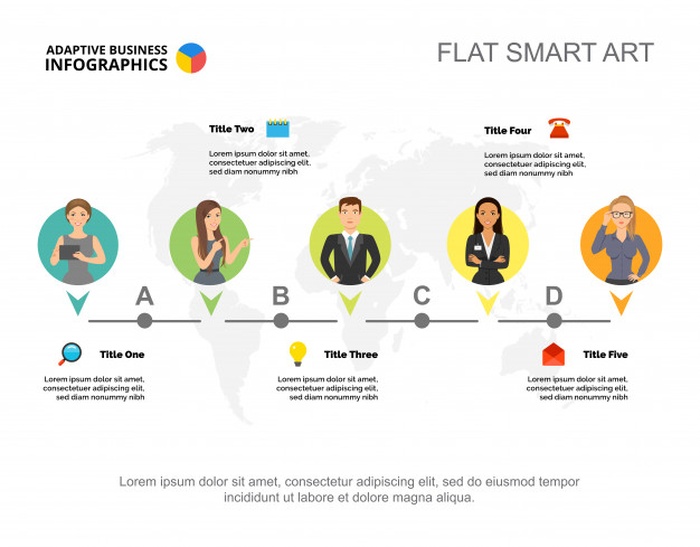 ADAPTIVE BUSINESS
INFOGRAPHICS
FLAT SMART ART
Title Two
Lorem ipsum dolor sit amet,
consectetur adipiscing elit,
sed diam nonummy nibh
Title Four
Lorem ipsum dolor sit amet,
consectetuer adipiscing elit,
sed diam nonummy nibh
A
B
C
D
Title One
Lorem ipsum dolor sit amet,
consectetuer adipiscing elit,
sed diam nonummy nibh
Title Three
Lorem ipsum dolor sit amet,
consectetuer adipiscing elit,
sed diam nonummy nibh
Title Five
Lorem ipsum dolor sit amet,
consectetuer adipiscing elit,
sed diam nonummy nibh
Lorem ipsum dolor sit amet, consectetur adipiscing elit, sed do eiusmod tempor
incididunt ut labore et dolore magna aliqua.